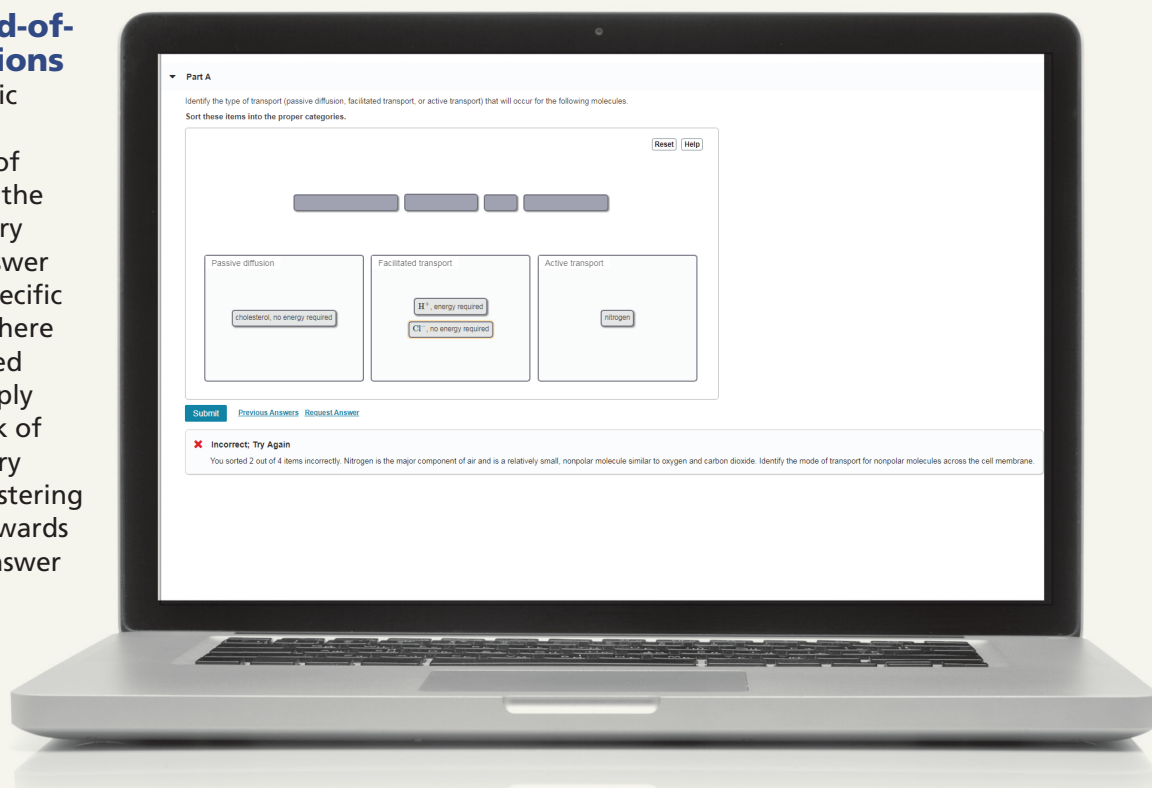 d-of-
ions
ic
of
the
ry
swer
ecific
here
ed
ply
k of
ry
stering
wards
nswer
Part A
Identify the type of transport (passive diffusion, facilitated transport, or active transport) that will occur for the following molecules.
Sort these items into the proper categories.
Reset Help
Passive diffusion
cholesterol, no energy required
Facilitated transport
H⁺, energy required
Cl⁻, no energy required
Active transport
nitrogen
Submit Previous Answers Request Answer
Incorrect; Try Again
You sorted 2 out of 4 items incorrectly. Nitrogen is the major component of air and is a relatively small, nonpolar molecule similar to oxygen and carbon dioxide. Identify the mode of transport for nonpolar molecules across the cell membrane.